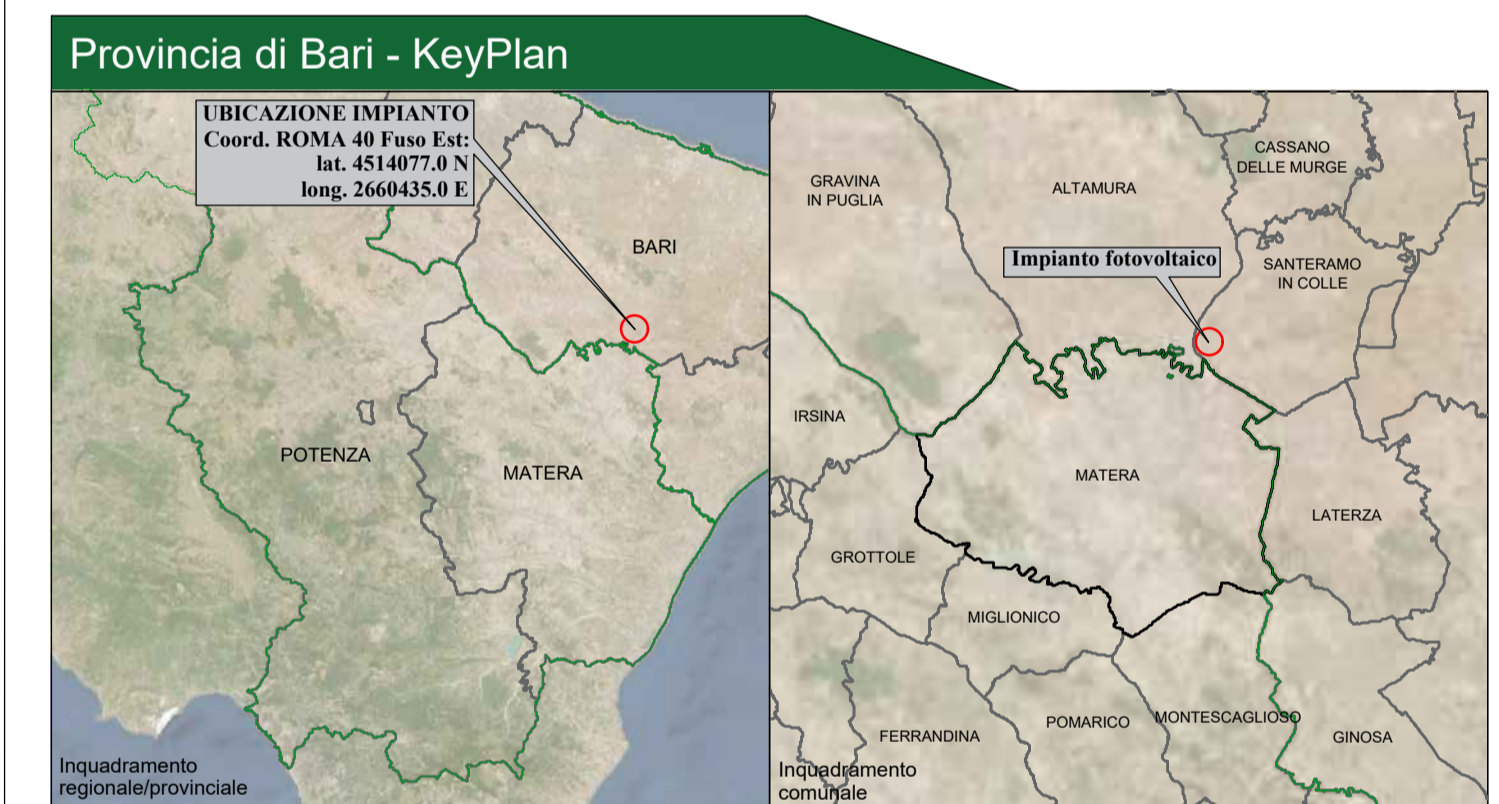 Provincia di Bari - KeyPlan
UBICAZIONE IMPIANTO
Coord. ROMA 40 Fuso Est:
lat. 4514077.0 N
long. 2660435.0 E
BARI
POTENZA
MATERA
Inquadramento
regionale/provinciale
CASSANO
DELLE MURGE
GRAVINA
IN PUGLIA
ALTAMURA
Impianto fotovoltaico
SANTERAMO
IN COLLE
IRSINA
MATERA
LATERZA
GROTTOLE
MIGLIONICO
FERRANDINA
POMARICO
MONTESCAGLIOSO
GINOSA
Inquadramento
comunale